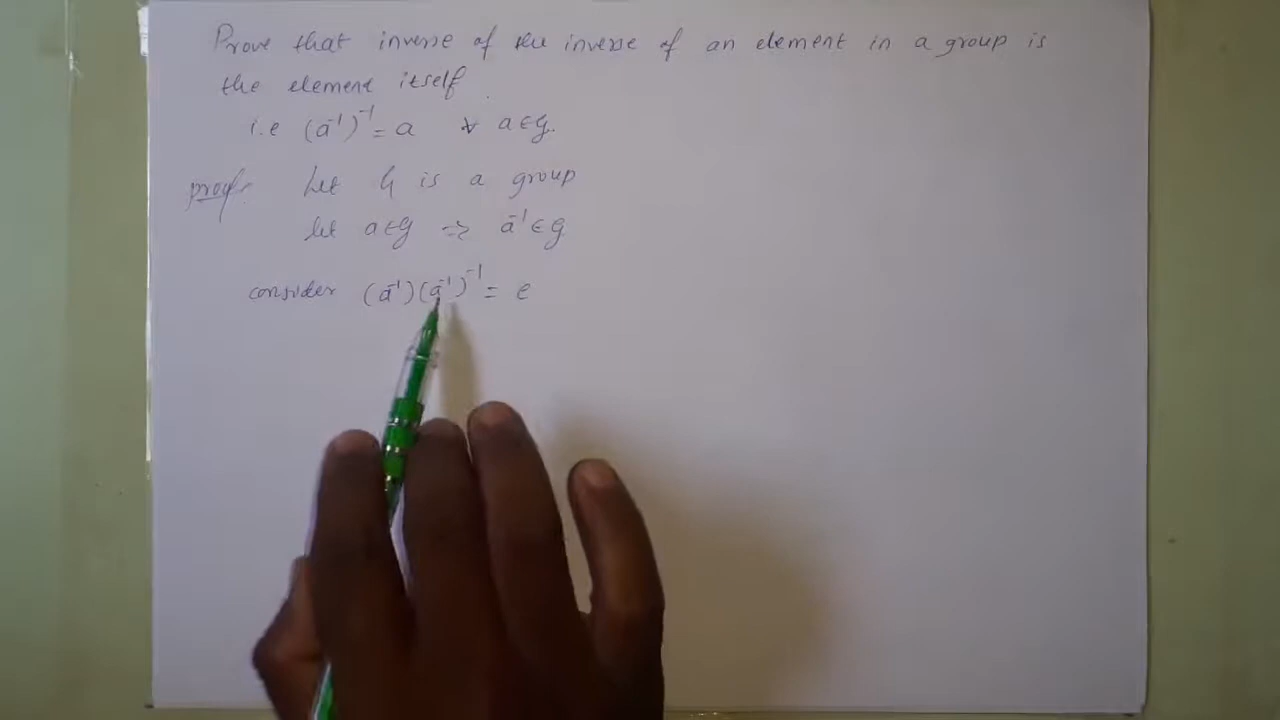 Prove that inverse of the inverse of an element in a group is
the element itself.
i.e (a⁻¹)⁻¹ = a ∀ a∈G.
proof:- Let G is a group
let a∈G => a⁻¹∈G
consider (a⁻¹)(a⁻¹)⁻¹ = e